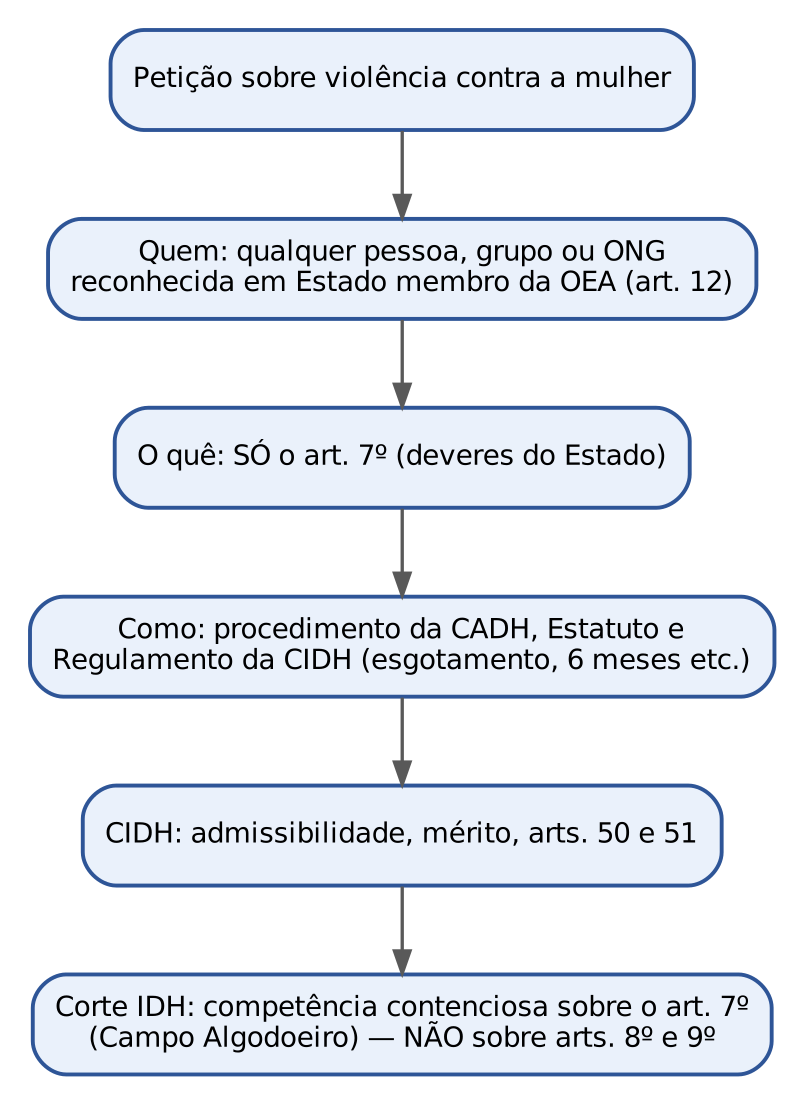 Petição sobre violência contra a mulher
Quem: qualquer pessoa, grupo ou ONG
reconhecida em Estado membro da OEA (art. 12)
O quê: SÓ o art. 7º (deveres do Estado)
Como: procedimento da CADH, Estatuto e
Regulamento da CIDH (esgotamento, 6 meses etc.)
CIDH: admissibilidade, mérito, arts. 50 e 51
Corte IDH: competência contenciosa sobre o art. 7º
(Campo Algodoeiro) — NÃO sobre arts. 8º e 9º